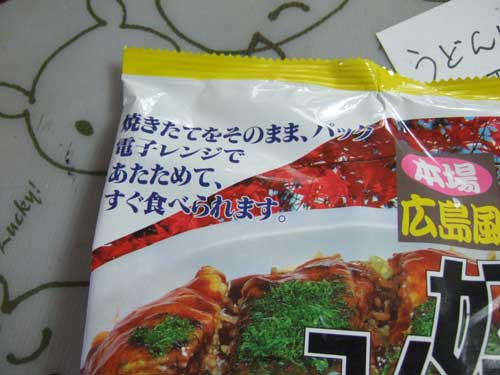 うどん
焼きたてをそのまま、パック
電子レンジで
あたためて、
すぐ食べられます。
本場
広島風
Lucky!